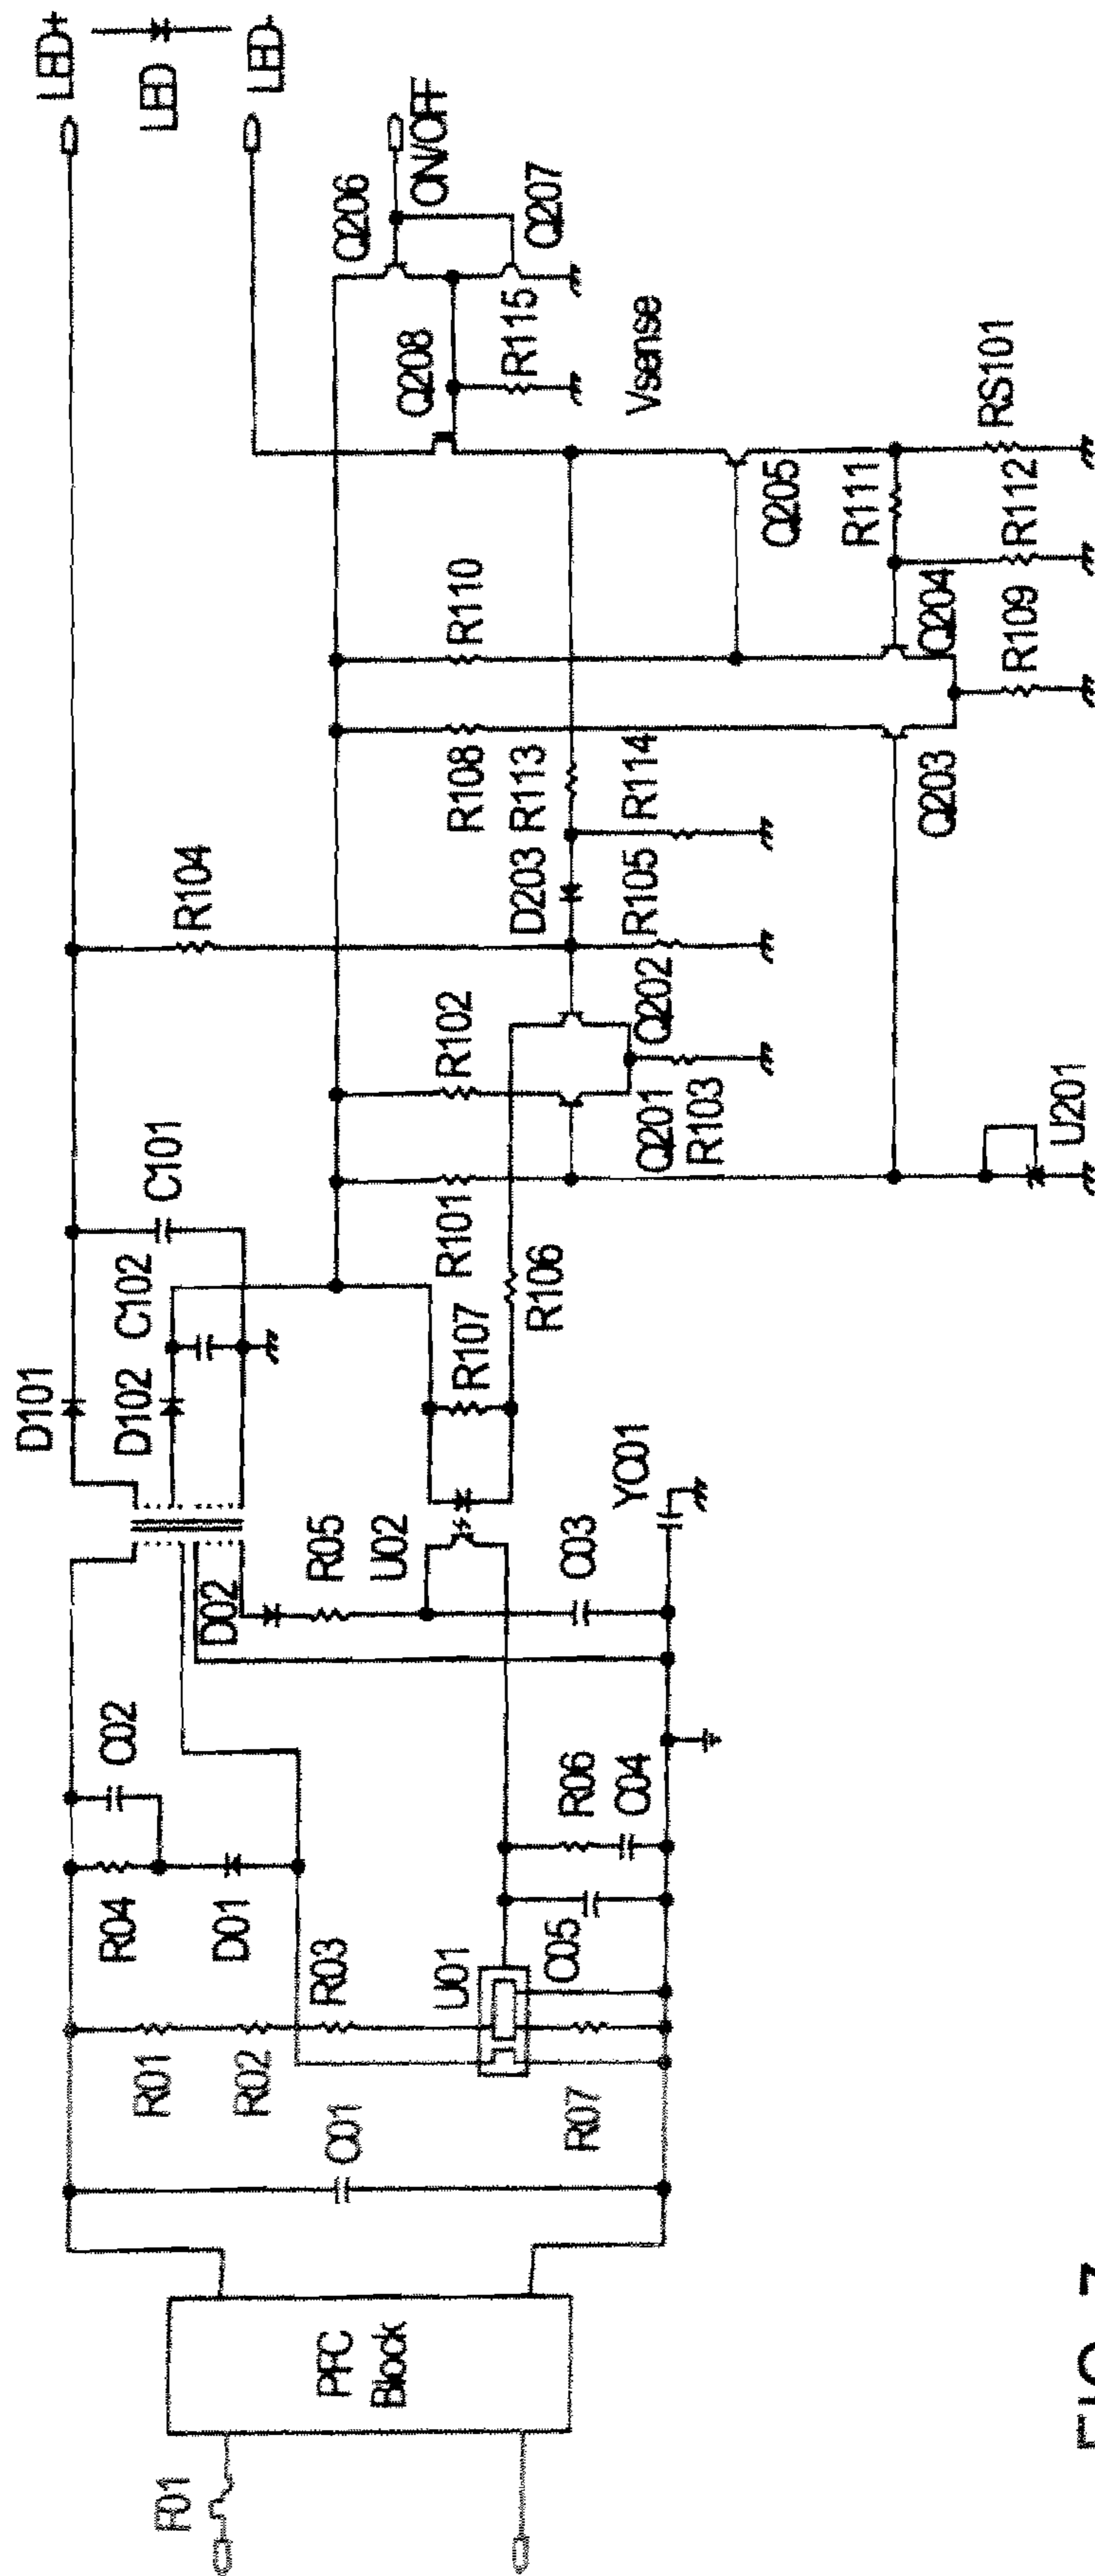 LED+
LED
LED-
ON/OFF
Q206
Q207
Q208
R115
Vsense
RS101
Q205
R111
R112
R110
Q204
R109
R108
R113
R114
Q203
R104
D203
R105
R102
Q202
Q201
R103
C101
R101
U201
C102
R106
D101
D102
R107
YC01
R05
U02
C03
D02
C02
R06
C04
R04
D01
R03
U01
C05
R01
R02
C01
R07
PFC
Block
F01